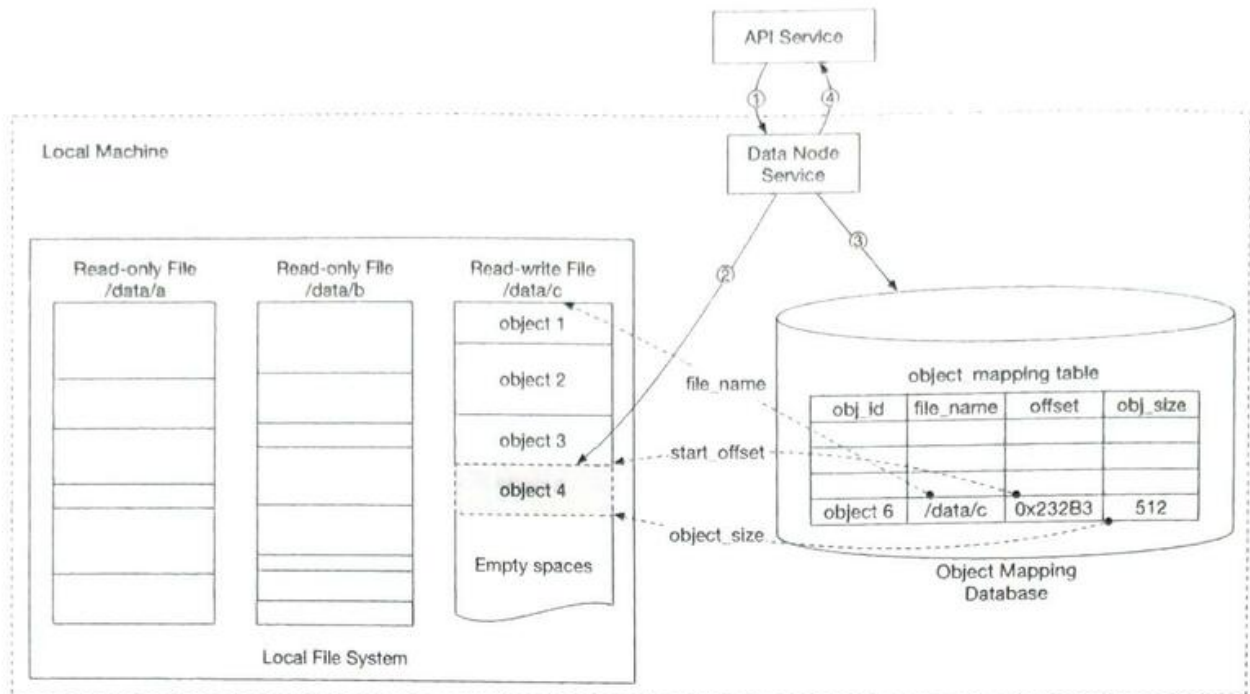 API Service
①
④
Local Machine
Data Node
Service
③
②
Read-only File
/data/a
Read-only File
/data/b
Read-write File
/data/c
object 1
object 2
object 3
object 4
Empty spaces
Local File System
file_name
start_offset
object_size
object mapping table
obj_id file_name offset obj_size
object 6 /data/c 0x232B3 512
Object Mapping
Database